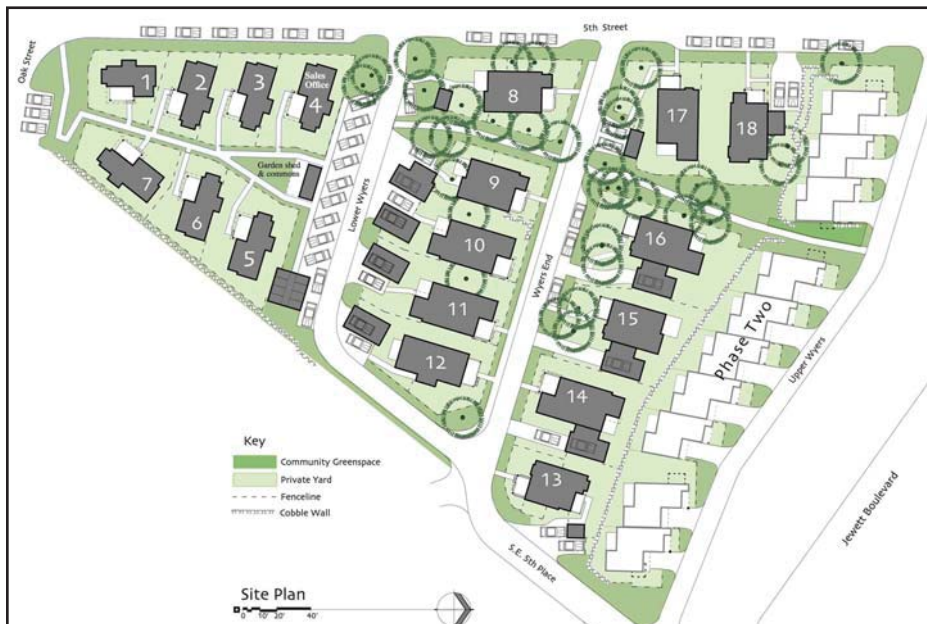 5th Street
Oak Street
1
2
3
Sales
Office
4
8
17
18
7
6
5
Garden shed
& commons
Lower Wyers
9
10
11
12
Wyers End
16
15
14
13
Phase Two
Upper Wyers
Jewett Boulevard
S.E. 5th Place
Key
Community Greenspace
Private Yard
Fenceline
Cobble Wall
Site Plan
0 10' 20' 40'